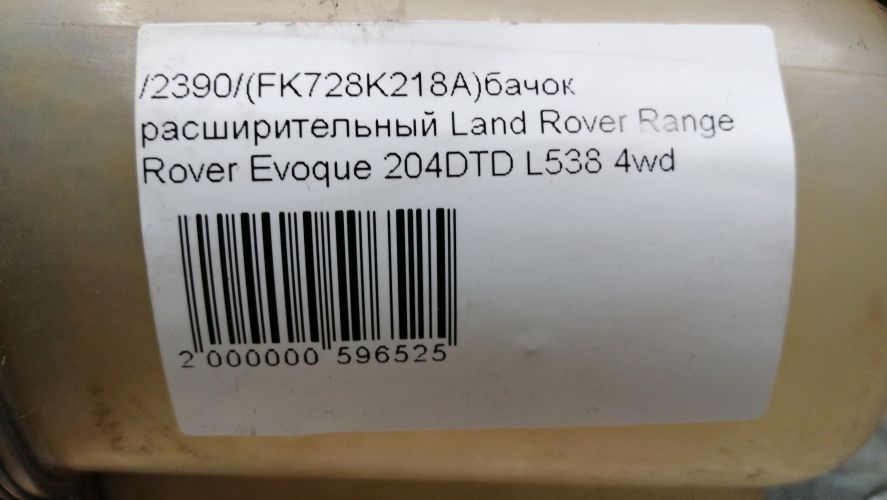 /2390/(FK728K218A)бачок
расширительный Land Rover Range
Rover Evoque 204DTD L538 4wd
2 000000 596525